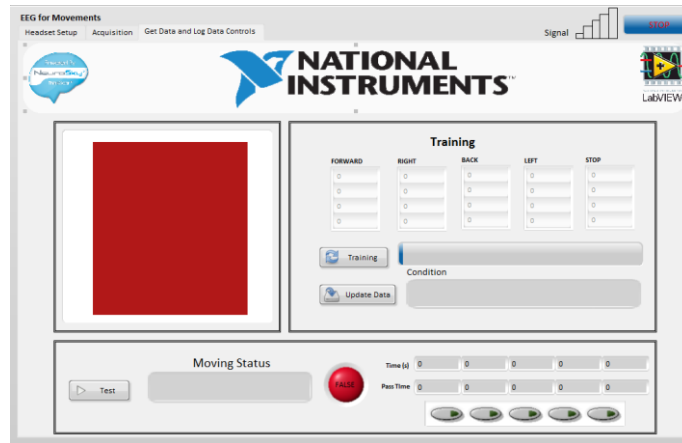 EEG for Movements
Headset Setup Acquisition Get Data and Log Data Controls
Signal
STOP
NeuroSky
NATIONAL
INSTRUMENTS
LabVIEW
Training
FORWARD RIGHT BACK LEFT STOP
0 0 0 0 0
0 0 0 0 0
0 0 0 0 0
0 0 0 0 0
Training
Condition
Update Data
Moving Status
Test
FALSE
Time (s) 0 0 0 0 0
Pass Time 0 0 0 0 0